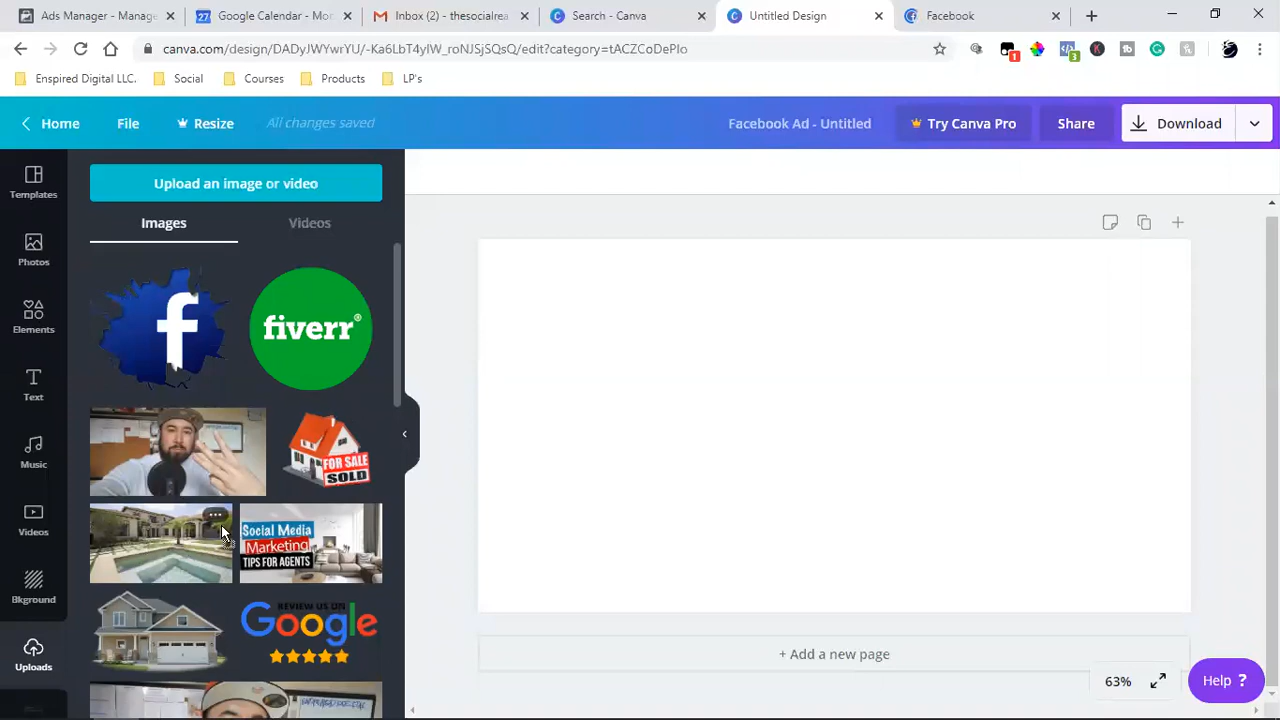 Ads Manager - Manage
27 Google Calendar - Mon
Inbox (2) - thesocialrea
Search - Canva
Untitled Design
Facebook
canva.com/design/DADyJWYwrYU/-Ka6LbT4yIW_roNJSjSQsQ/edit?category=tACZCoDePlo
1
3
Enspired Digital LLC.
Social
Courses
Products
LP's
Home
File
Resize
All changes saved
Facebook Ad - Untitled
Try Canva Pro
Share
Download
Templates
Photos
Elements
Text
Music
Videos
Bkground
Uploads
Upload an image or video
Images
Videos
f
fiverr®
FOR SALE
SOLD
Social Media
Marketing
TIPS FOR AGENTS
REVIEW US ON
Google
+ Add a new page
63%
Help ?